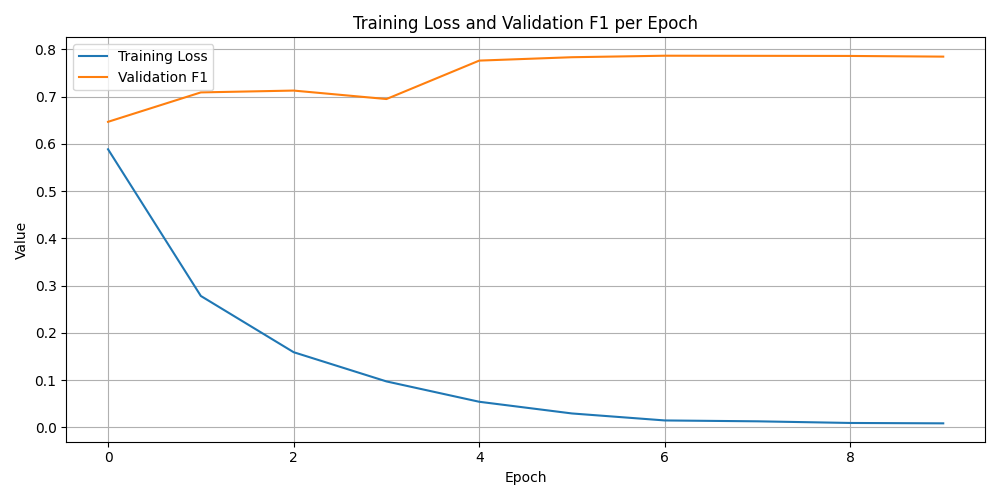 Training Loss and Validation F1 per Epoch
Training Loss
Validation F1
0.8
0.7
0.6
0.5
0.4
0.3
0.2
0.1
0.0
Value
0 2 4 6 8
Epoch